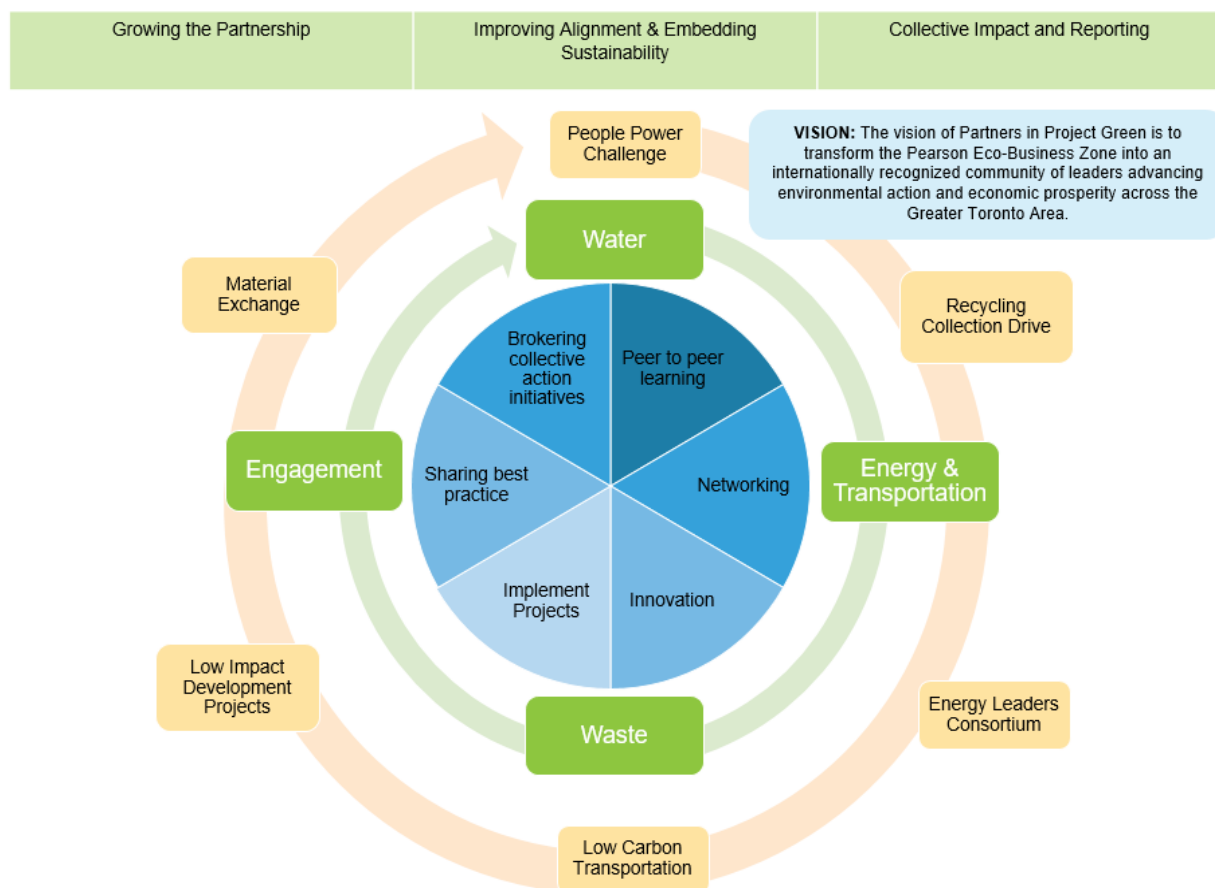 Growing the Partnership
Improving Alignment & Embedding
Sustainability
Collective Impact and Reporting
People Power
Challenge
VISION: The vision of Partners in Project Green is to
transform the Pearson Eco-Business Zone into an
internationally recognized community of leaders advancing
environmental action and economic prosperity across the
Greater Toronto Area.
Water
Material
Exchange
Recycling
Collection Drive
Brokering
collective
action
initiatives
Peer to peer
learning
Engagement
Sharing best
practice
Networking
Energy &
Transportation
Implement
Projects
Innovation
Low Impact
Development
Projects
Waste
Energy Leaders
Consortium
Low Carbon
Transportation